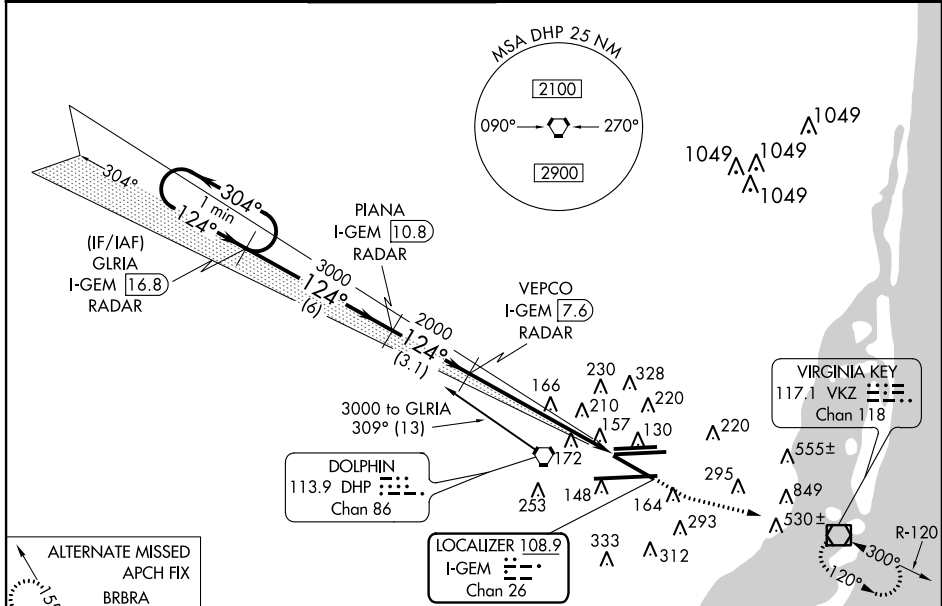 MSA DHP 25 NM
2100
090°
270°
2900
1049
1049
1049
1049
304°
304°
1 min
124°
(IF/IAF)
GLRIA
I-GEM 16.8
RADAR
PIANA
I-GEM 10.8
RADAR
3000
124°
(6)
VEPCO
I-GEM 7.6
RADAR
2000
124°
(3.1)
3000 to GLRIA
309° (13)
166
230
328
210
220
157
130
172
220
555±
295
849
530±
253
148
164
293
333
312
VIRGINIA KEY
117.1 VKZ
Chan 118
DOLPHIN
113.9 DHP
Chan 86
LOCALIZER 108.9
I-GEM
Chan 26
R-120
300°
120°
ALTERNATE MISSED
APCH FIX
BRBRA